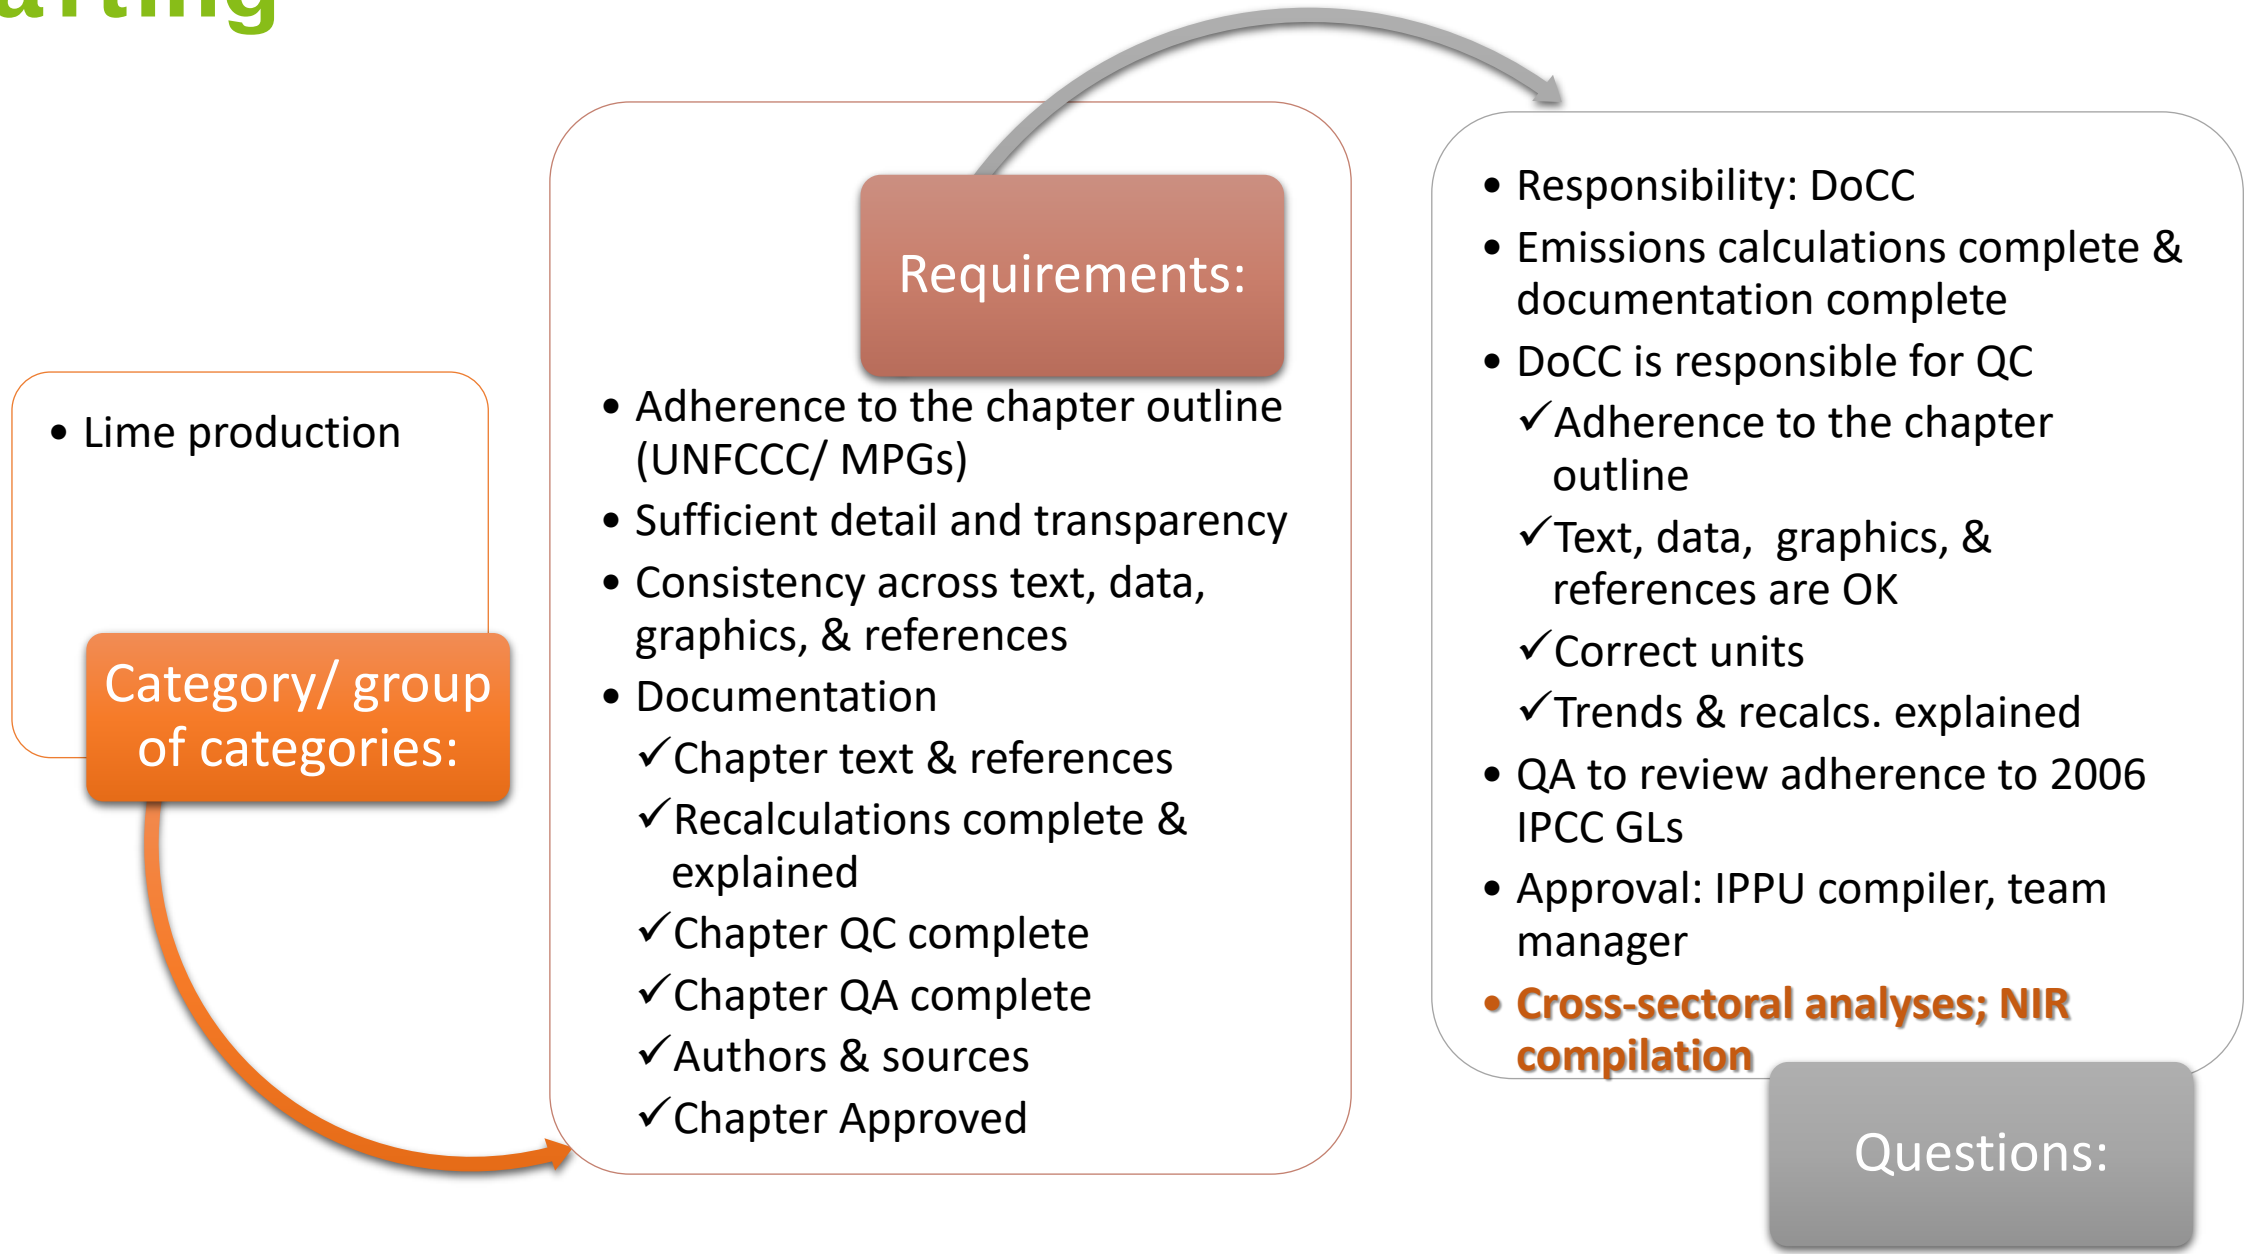 • Lime production
Category/ group
of categories:
Requirements:
• Adherence to the chapter outline
(UNFCCC/ MPGs)
• Sufficient detail and transparency
• Consistency across text, data,
graphics, & references
• Documentation
✓Chapter text & references
✓Recalculations complete &
explained
✓Chapter QC complete
✓Chapter QA complete
✓Authors & sources
✓Chapter Approved
• Responsibility: DoCC
• Emissions calculations complete &
documentation complete
• DoCC is responsible for QC
✓Adherence to the chapter
outline
✓Text, data,  graphics, &
references are OK
✓Correct units
✓Trends & recalcs. explained
• QA to review adherence to 2006
IPCC GLs
• Approval: IPPU compiler, team
manager
• Cross-sectoral analyses; NIR
compilation
Questions: